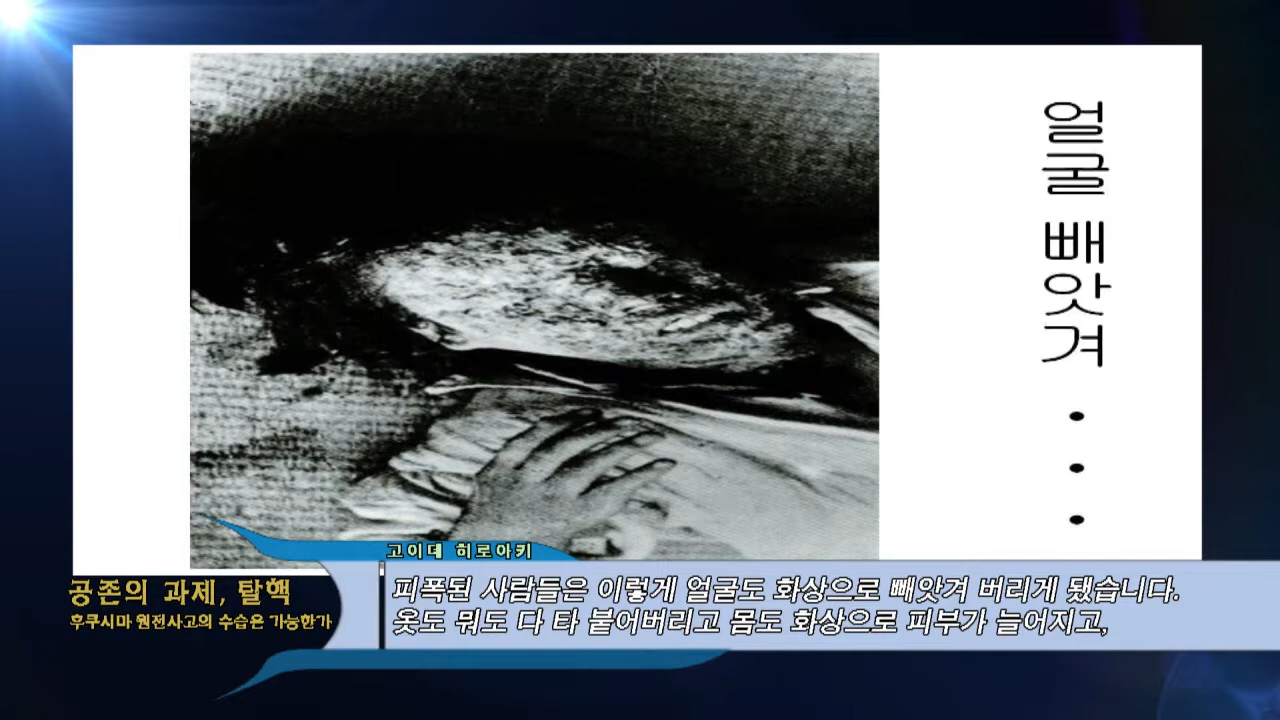 얼굴 빼앗겨 • • •
고이데 히로아키
공존의 과제, 탈핵
후쿠시마 원전사고의 수습은 가능한가
피폭된 사람들은 이렇게 얼굴도 화상으로 빼앗겨 버리게 됐습니다.
옷도 뭐도 다 타 붙어버리고 몸도 화상으로 피부가 늘어지고,